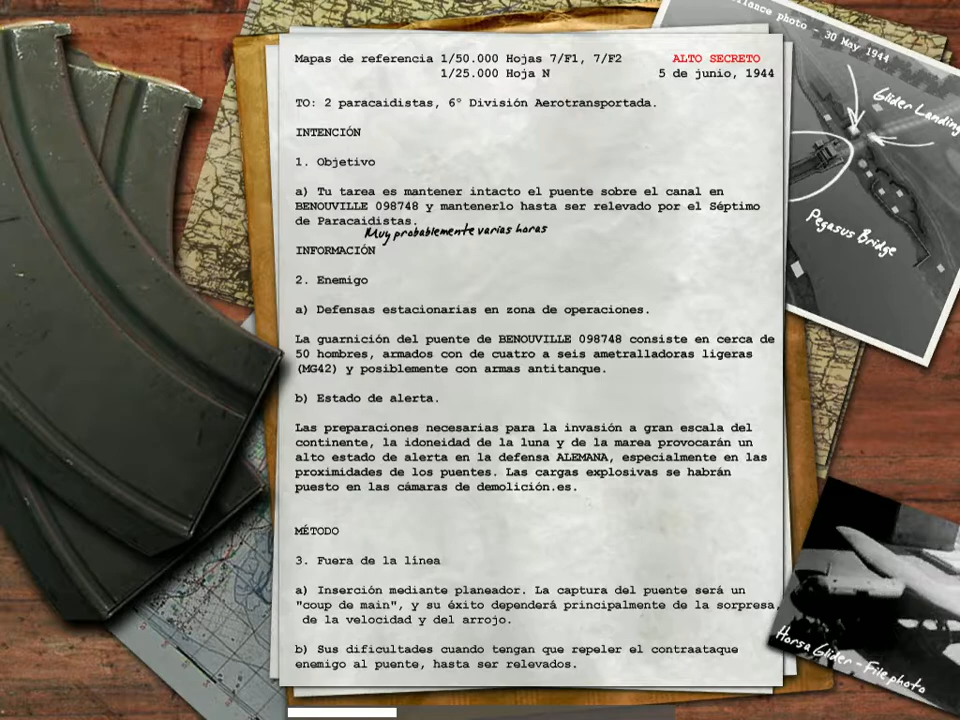 Mapas de referencia 1/50.000 Hojas 7/F1, 7/F2 ALTO SECRETO
1/25.000 Hoja N 5 de junio, 1944
TO: 2 paracaidistas, 6º División Aerotransportada.
INTENCIÓN
1. Objetivo
a) Tu tarea es mantener intacto el puente sobre el canal en
BENOUVILLE 098748 y mantenerlo hasta ser relevado por el Séptimo
de Paracaidistas.
Muy probablemente varias horas
INFORMACIÓN
2. Enemigo
a) Defensas estacionarias en zona de operaciones.
La guarnición del puente de BENOUVILLE 098748 consiste en cerca de
50 hombres, armados con de cuatro a seis ametralladoras ligeras
(MG42) y posiblemente con armas antitanque.
b) Estado de alerta.
Las preparaciones necesarias para la invasión a gran escala del
continente, la idoneidad de la luna y de la marea provocarán un
alto estado de alerta en la defensa ALEMANA, especialmente en las
proximidades de los puentes. Las cargas explosivas se habrán
puesto en las cámaras de demolición.es.
MÉTODO
3. Fuera de la línea
a) Inserción mediante planeador. La captura del puente será un
"coup de main", y su éxito dependerá principalmente de la sorpresa,
de la velocidad y del arrojo.
b) Sus dificultades cuando tengan que repeler el contraataque
enemigo al puente, hasta ser relevados.
photo - 30 May 1944
Glider Landing
Pegasus Bridge
Horsa Glider - File photo